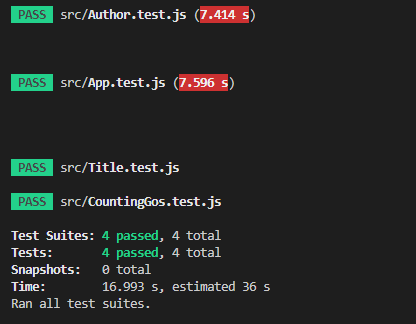 PASS src/Author.test.js (7.414 s)
PASS src/App.test.js (7.596 s)
PASS src/Title.test.js
PASS src/CountingGos.test.js
Test Suites: 4 passed, 4 total
Tests: 4 passed, 4 total
Snapshots: 0 total
Time: 16.993 s, estimated 36 s
Ran all test suites.